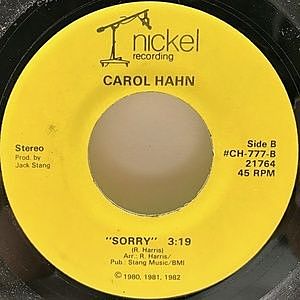 nickel
recording
CAROL HAHN
Stereo
Prod. by
Jack Stang
Side B
#CH-777-B
21764
45 RPM
"SORRY" 3:19
(R. Harris)
Arr.: R. Harris/
Pub.: Stang Music/BMI
© 1980, 1981, 1982